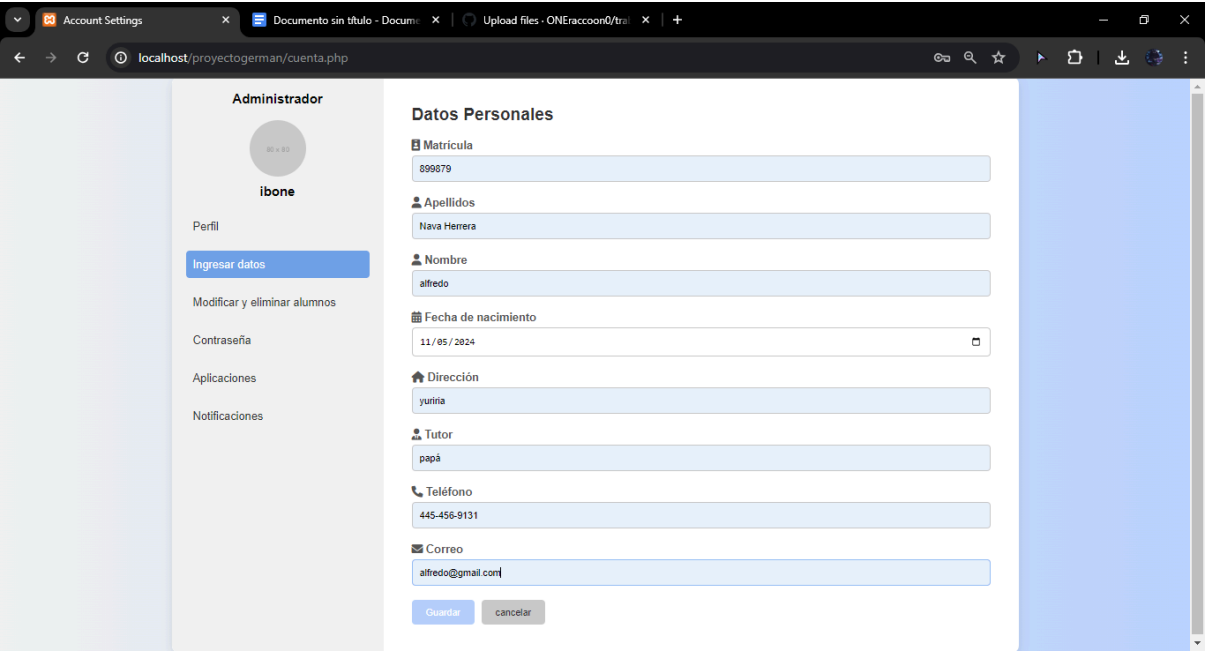 Account Settings
Documento sin título - Docume
Upload files · ONEraccoon0/tral
localhost/proyectogerman/cuenta.php
Administrador
ibone
Perfil
Ingresar datos
Modificar y eliminar alumnos
Contraseña
Aplicaciones
Notificaciones
Datos Personales
Matrícula
899879
Apellidos
Nava Herrera
Nombre
alfredo
Fecha de nacimiento
11/05/2024
Dirección
yuriria
Tutor
papá
Teléfono
445-456-9131
Correo
alfredo@gmail.com
Guardar
cancelar